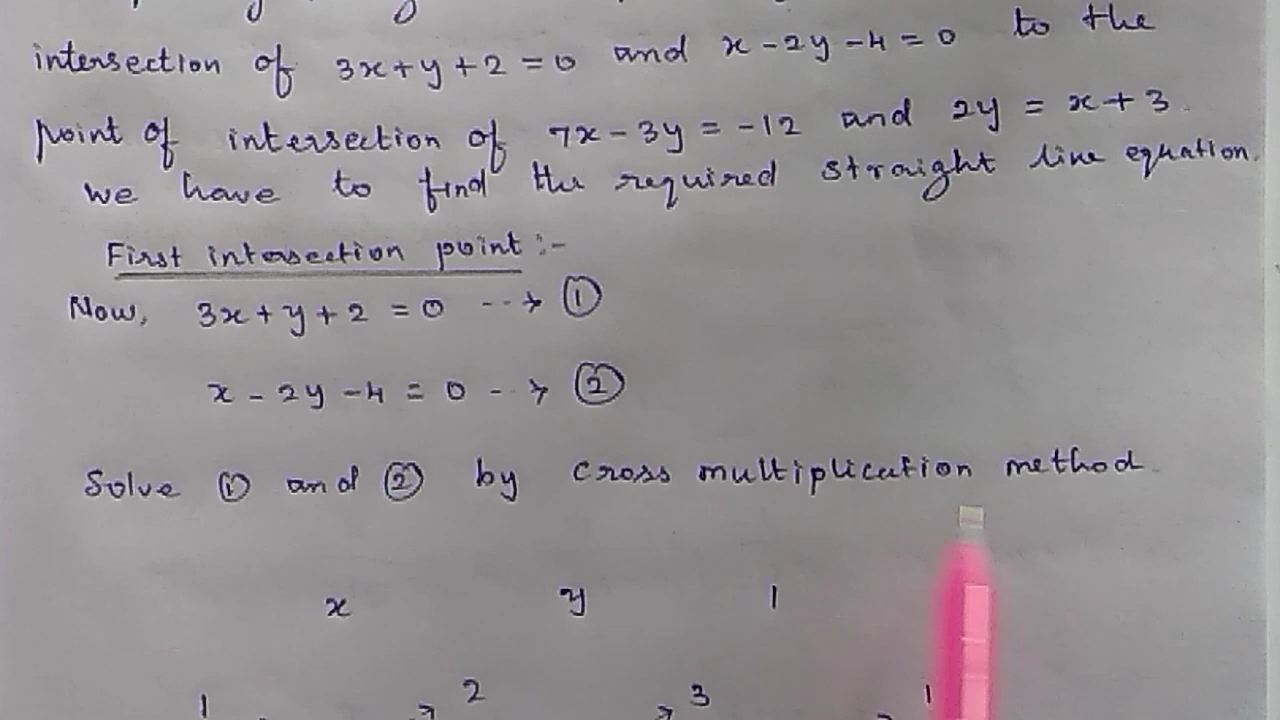 intersection of 3x+y+2=0 and x-2y-4=0 to the
point of intersection of 7x-3y=-12 and 2y=x+3.
we have to find the required straight line equation.
First intersection point:-
Now, 3x+y+2=0 --→ ①
x-2y-4=0 --→ ②
Solve ① and ② by cross multiplication method.
x y 1
1 2 3 1